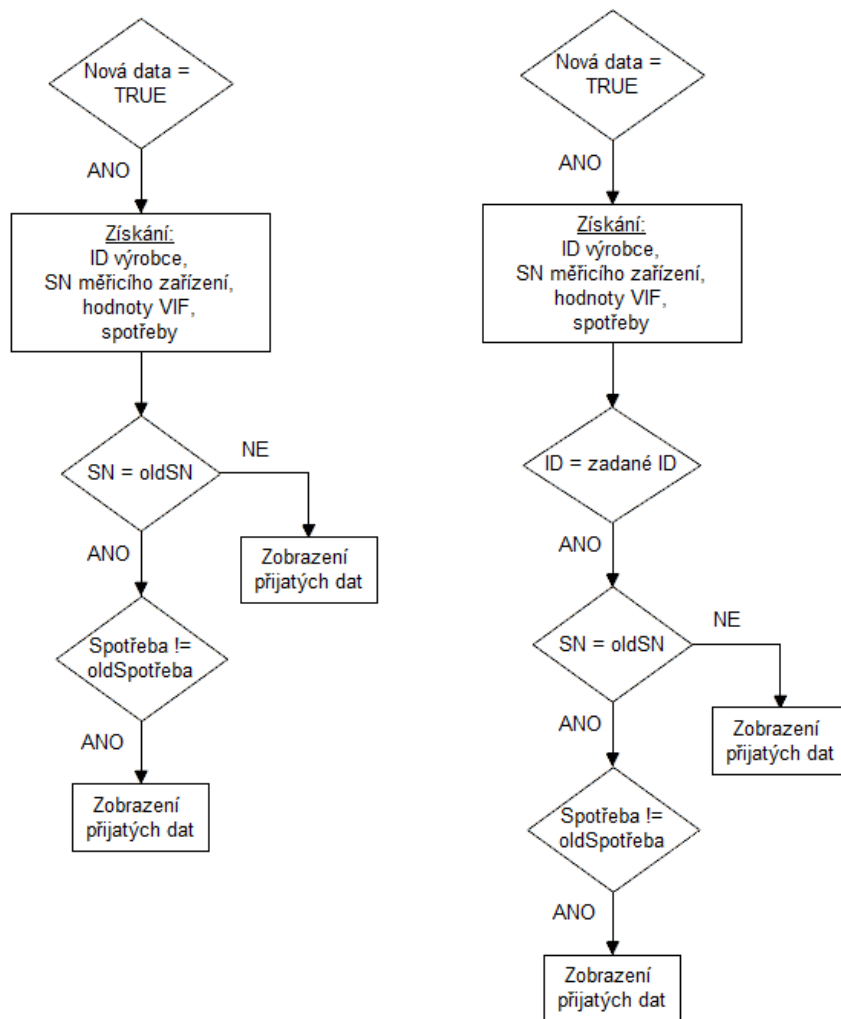 Nová data =
TRUE
ANO
Získání:
ID výrobce,
SN měřicího zařízení,
hodnoty VIF,
spotřeby
SN = oldSN
NE
Zobrazení
přijatých dat
ANO
Spotřeba !=
oldSpotřeba
ANO
Zobrazení
přijatých dat
Nová data =
TRUE
ANO
Získání:
ID výrobce,
SN měřicího zařízení,
hodnoty VIF,
spotřeby
ID = zadané ID
ANO
SN = oldSN
NE
Zobrazení
přijatých dat
ANO
Spotřeba !=
oldSpotřeba
ANO
Zobrazení
přijatých dat